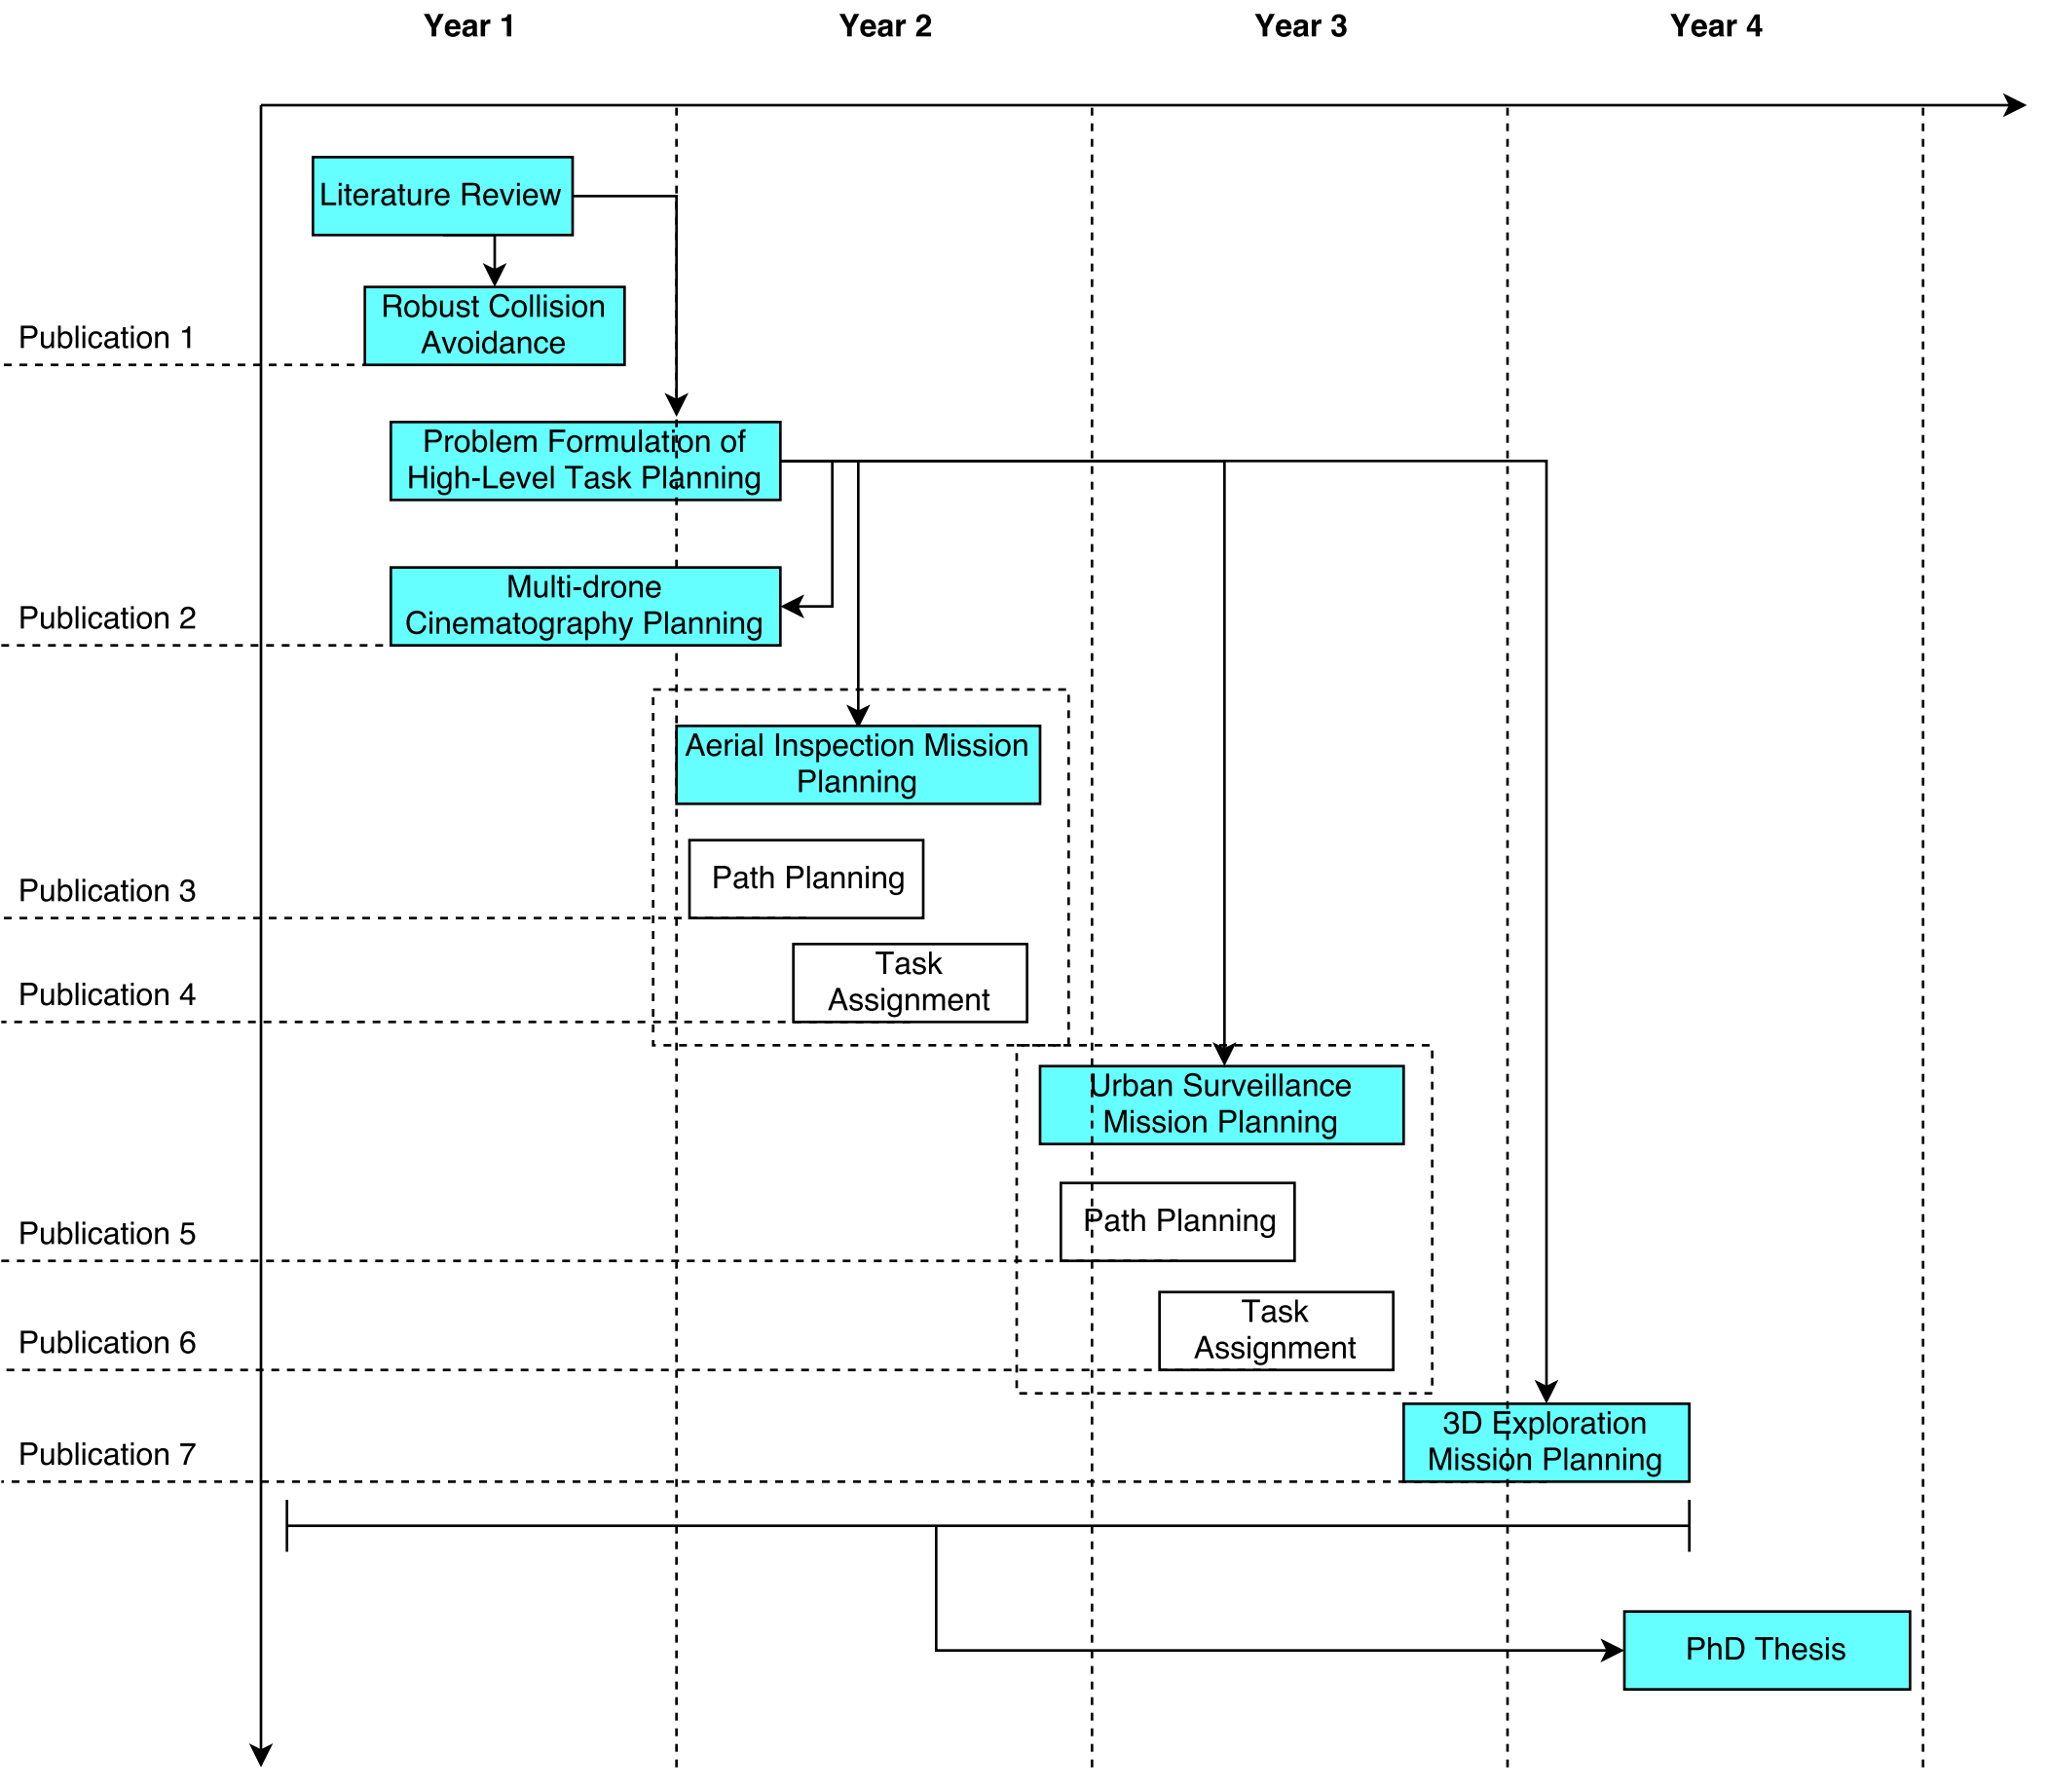 Year 1
Year 2
Year 3
Year 4
Literature Review
Robust Collision
Avoidance
Publication 1
Problem Formulation of
High-Level Task Planning
Multi-drone
Cinematography Planning
Publication 2
Aerial Inspection Mission
Planning
Path Planning
Publication 3
Task
Assignment
Publication 4
Urban Surveillance
Mission Planning
Path Planning
Publication 5
Task
Assignment
Publication 6
3D Exploration
Mission Planning
Publication 7
PhD Thesis